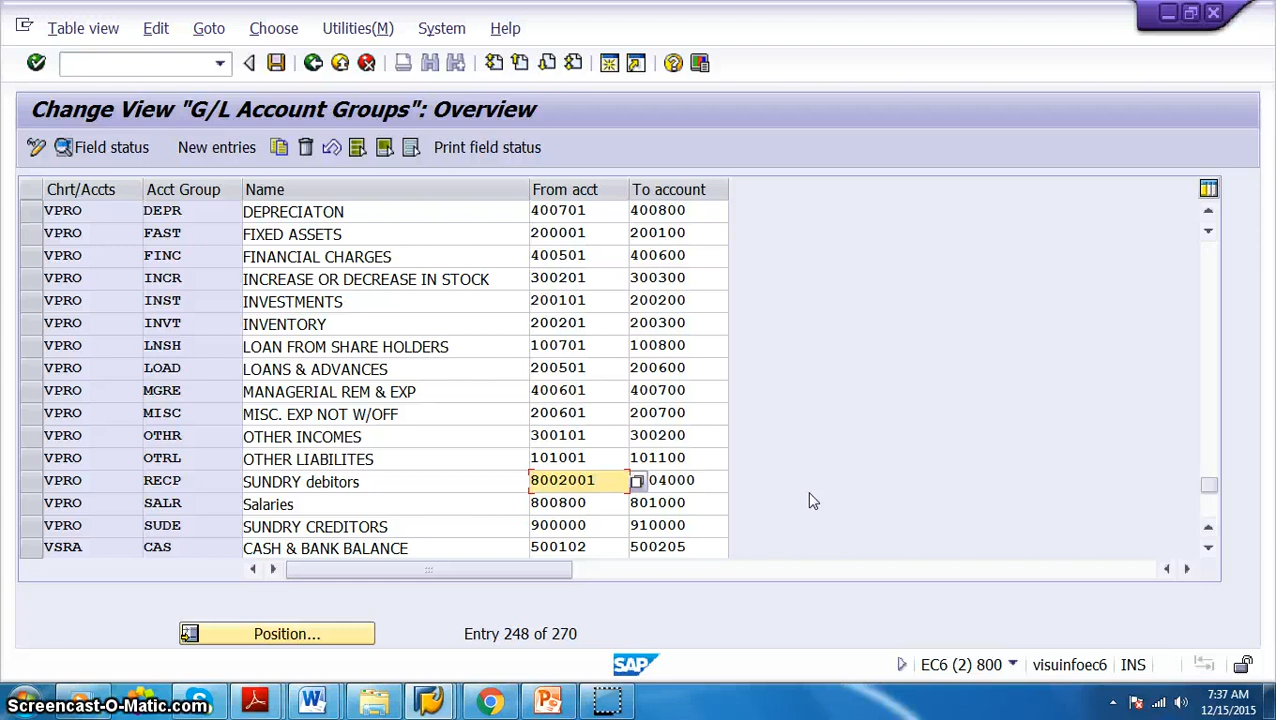 Table view Edit Goto Choose Utilities(M) System Help
Change View "G/L Account Groups": Overview
Field status New entries Print field status
Chrt/Accts Acct Group Name From acct To account
VPRO DEPR DEPRECIATON 400701 400800
VPRO FAST FIXED ASSETS 200001 200100
VPRO FINC FINANCIAL CHARGES 400501 400600
VPRO INCR INCREASE OR DECREASE IN STOCK 300201 300300
VPRO INST INVESTMENTS 200101 200200
VPRO INVT INVENTORY 200201 200300
VPRO LNSH LOAN FROM SHARE HOLDERS 100701 100800
VPRO LOAD LOANS & ADVANCES 200501 200600
VPRO MGRE MANAGERIAL REM & EXP 400601 400700
VPRO MISC MISC. EXP NOT W/OFF 200601 200700
VPRO OTHR OTHER INCOMES 300101 300200
VPRO OTRL OTHER LIABILITES 101001 101100
VPRO RECP SUNDRY debitors 8002001 04000
VPRO SALR Salaries 800800 801000
VPRO SUDE SUNDRY CREDITORS 900000 910000
VSRA CAS CASH & BANK BALANCE 500102 500205
Position... Entry 248 of 270
SAP EC6 (2) 800 visuinfoec6 INS
7:37 AM
Screencast-O-Matic.com 12/15/2015